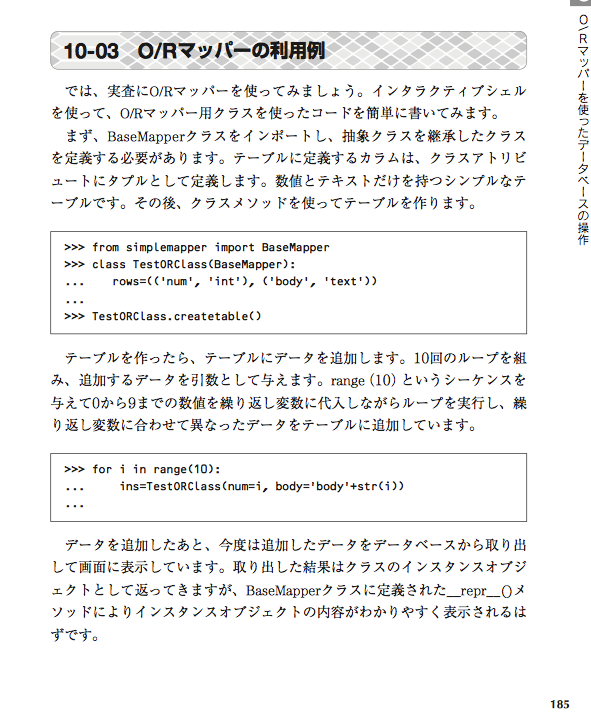 10-03　O/Rマッパーの利用例
では、実査にO/Rマッパーを使ってみましょう。インタラクティブシェル
を使って、O/Rマッパー用クラスを使ったコードを簡単に書いてみます。
まず、BaseMapperクラスをインポートし、抽象クラスを継承したクラス
を定義する必要があります。テーブルに定義するカラムは、クラスアトリビ
ュートにタプルとして定義します。数値とテキストだけを持つシンプルなテ
ーブルです。その後、クラスメソッドを使ってテーブルを作ります。
>>> from simplemapper import BaseMapper
>>> class TestORClass(BaseMapper):
...    rows=(('num', 'int'), ('body', 'text'))
...
>>> TestORClass.createtable()
テーブルを作ったら、テーブルにデータを追加します。10回のループを組
み、追加するデータを引数として与えます。range（10）というシーケンスを
与えて0から9までの数値を繰り返し変数に代入しながらループを実行し、繰
り返し変数に合わせて異なったデータをテーブルに追加しています。
>>> for i in range(10):
...     ins=TestORClass(num=i, body='body'+str(i))
...
データを追加したあと、今度は追加したデータをデータベースから取り出
して画面に表示しています。取り出した結果はクラスのインスタンスオブジ
ェクトとして返ってきますが、BaseMapperクラスに定義された__repr__()メ
ソッドによりインスタンスオブジェクトの内容がわかりやすく表示されるは
ずです。
O/Rマッパーを使ったデータベースの操作
185